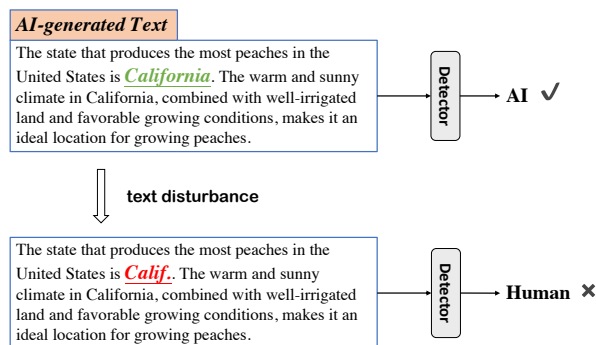 AI-generated Text
The state that produces the most peaches in the
United States is California. The warm and sunny
climate in California, combined with well-irrigated
land and favorable growing conditions, makes it an
ideal location for growing peaches.
Detector
AI ✓
text disturbance
The state that produces the most peaches in the
United States is Calif.. The warm and sunny
climate in California, combined with well-irrigated
land and favorable growing conditions, makes it an
ideal location for growing peaches.
Detector
Human ✗